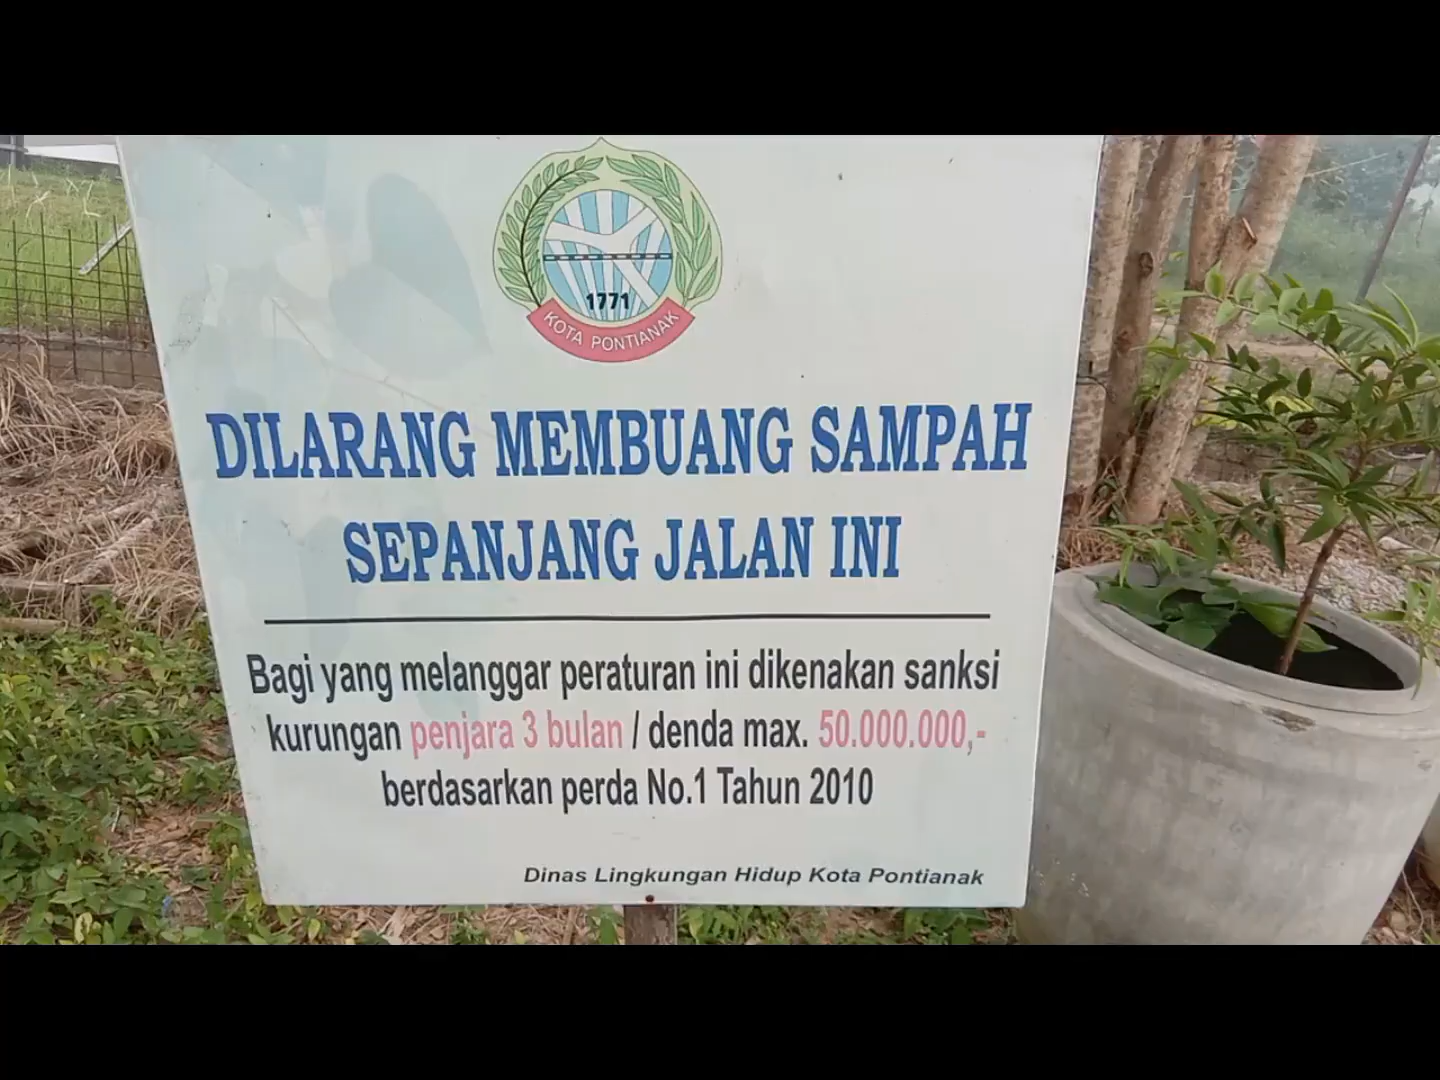 1771
KOTA PONTIANAK
DILARANG MEMBUANG SAMPAH
SEPANJANG JALAN INI
Bagi yang melanggar peraturan ini dikenakan sanksi
kurungan penjara 3 bulan / denda max. 50.000.000,-
berdasarkan perda No.1 Tahun 2010
Dinas Lingkungan Hidup Kota Pontianak